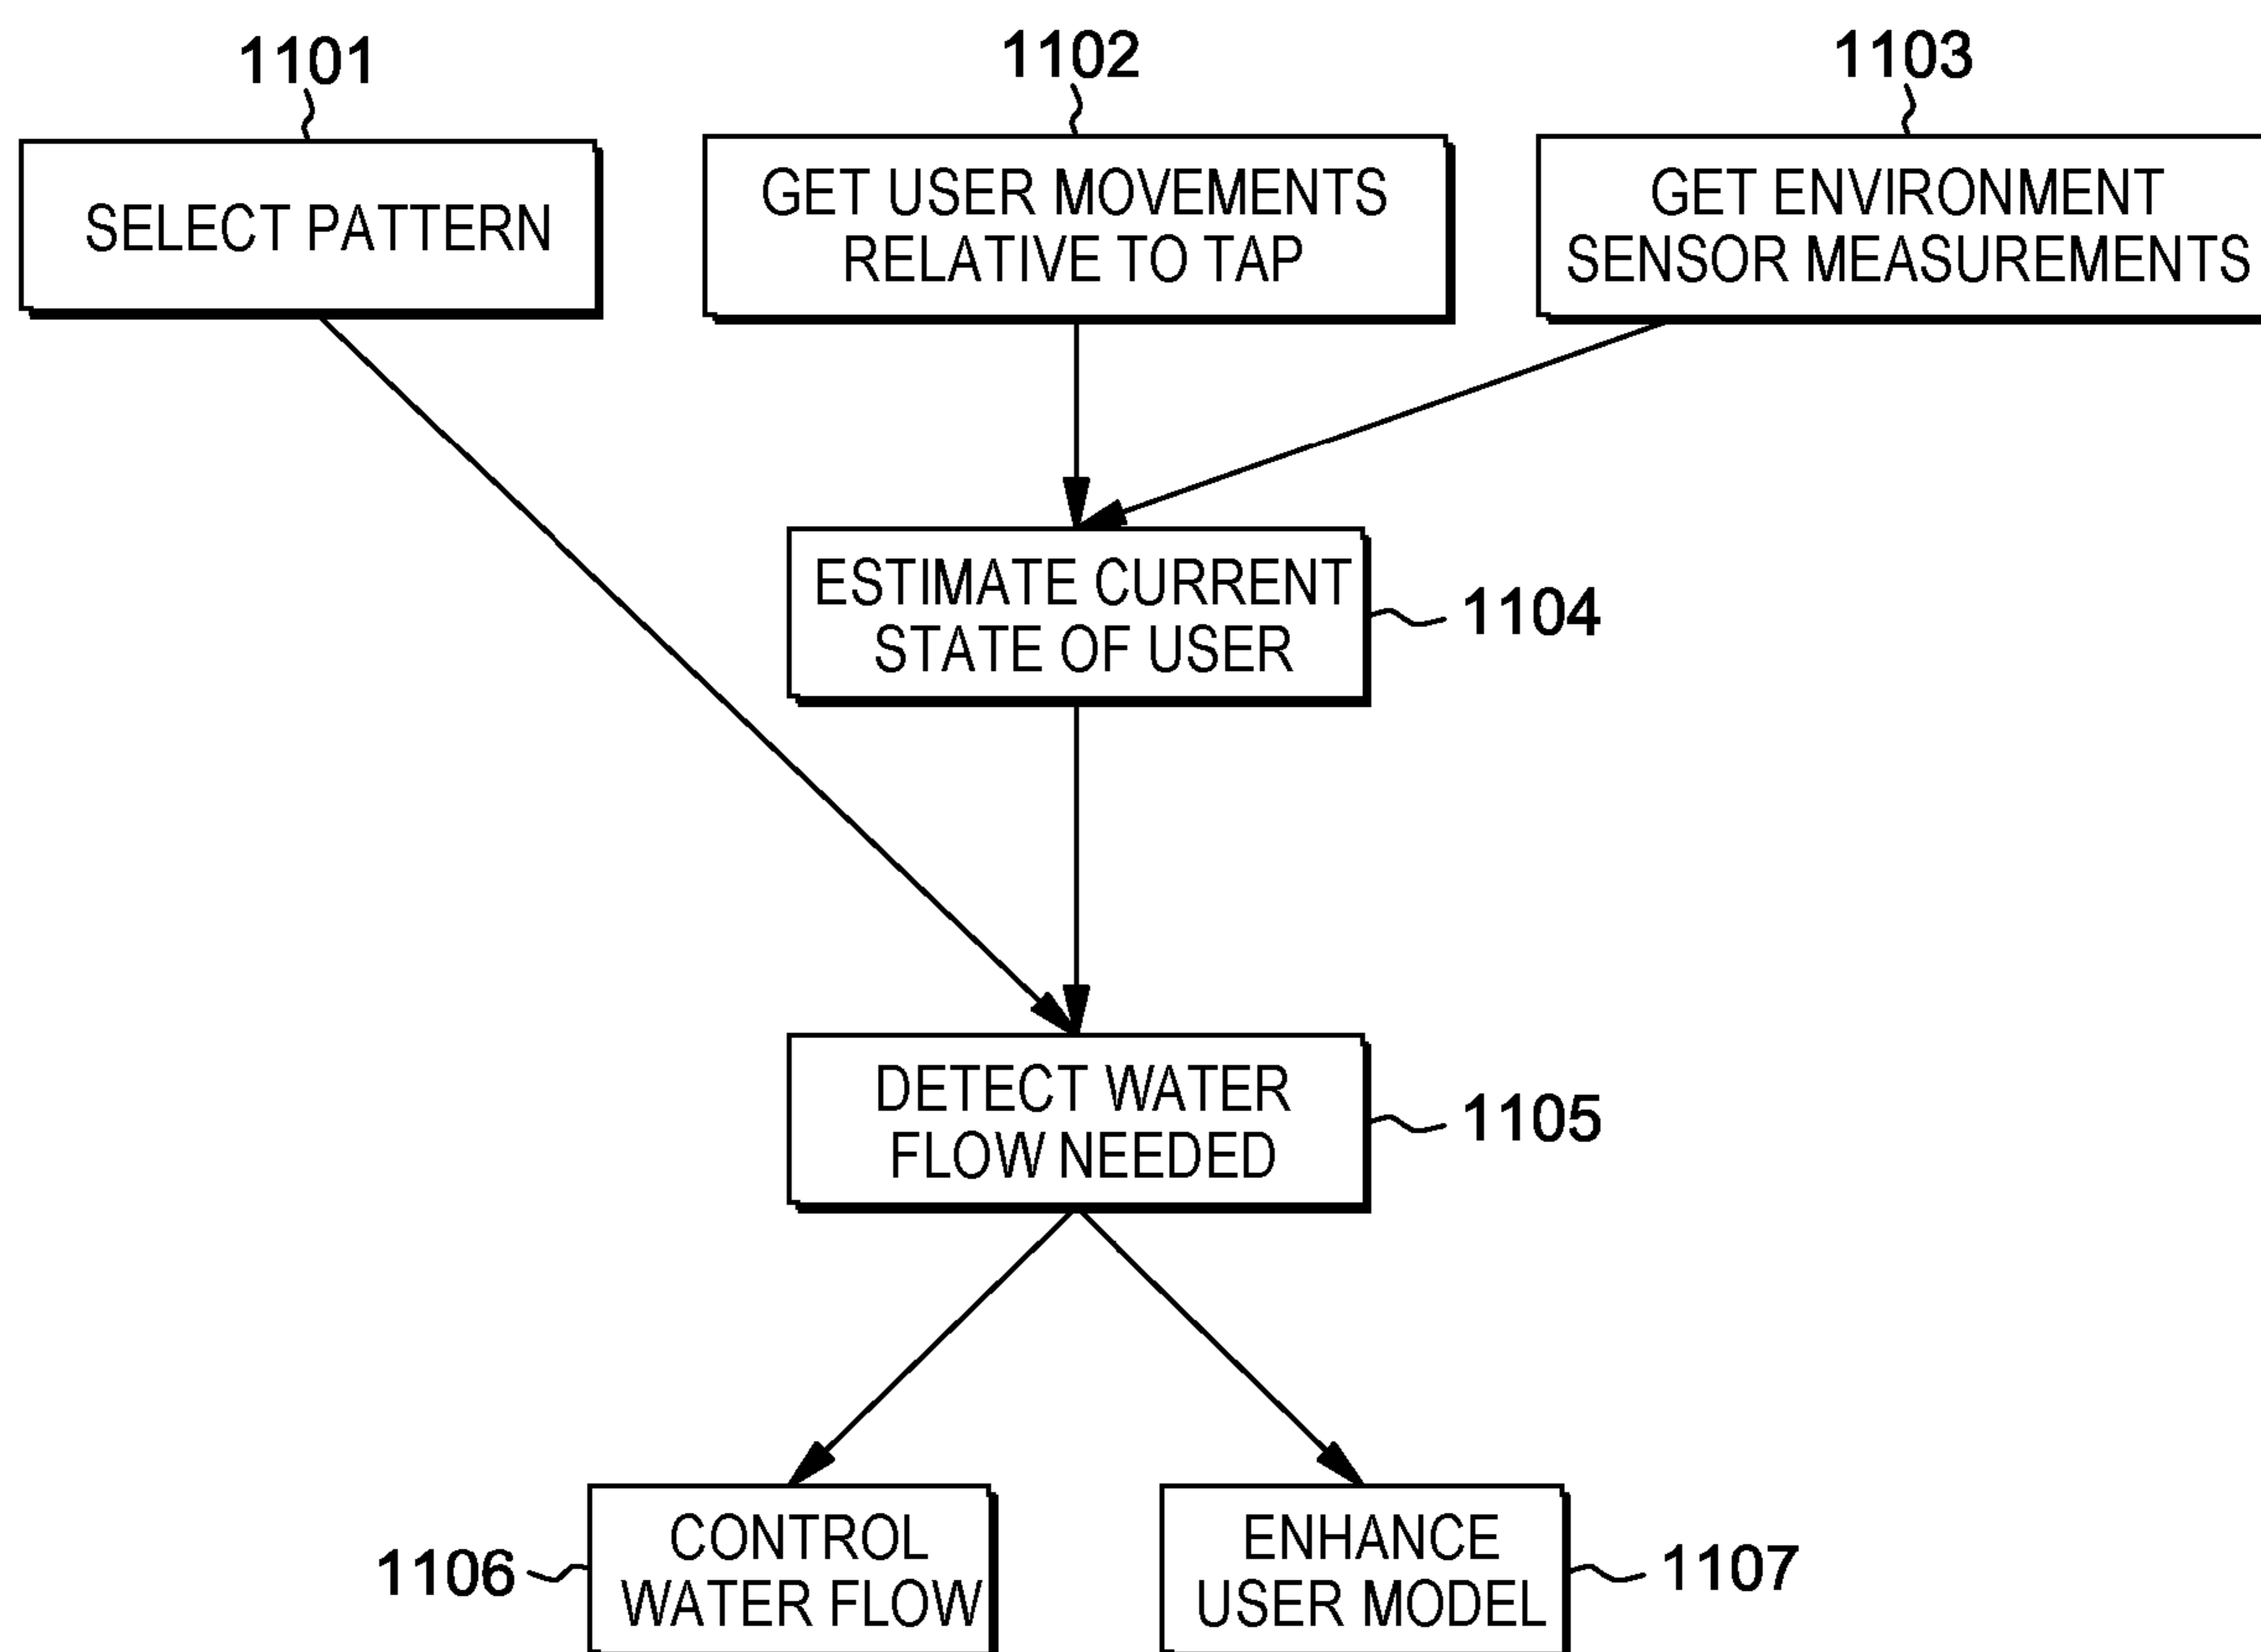 1101
1102
1103
SELECT PATTERN
GET USER MOVEMENTS
RELATIVE TO TAP
GET ENVIRONMENT
SENSOR MEASUREMENTS
ESTIMATE CURRENT
STATE OF USER
1104
DETECT WATER
FLOW NEEDED
1105
1106
CONTROL
WATER FLOW
ENHANCE
USER MODEL
1107